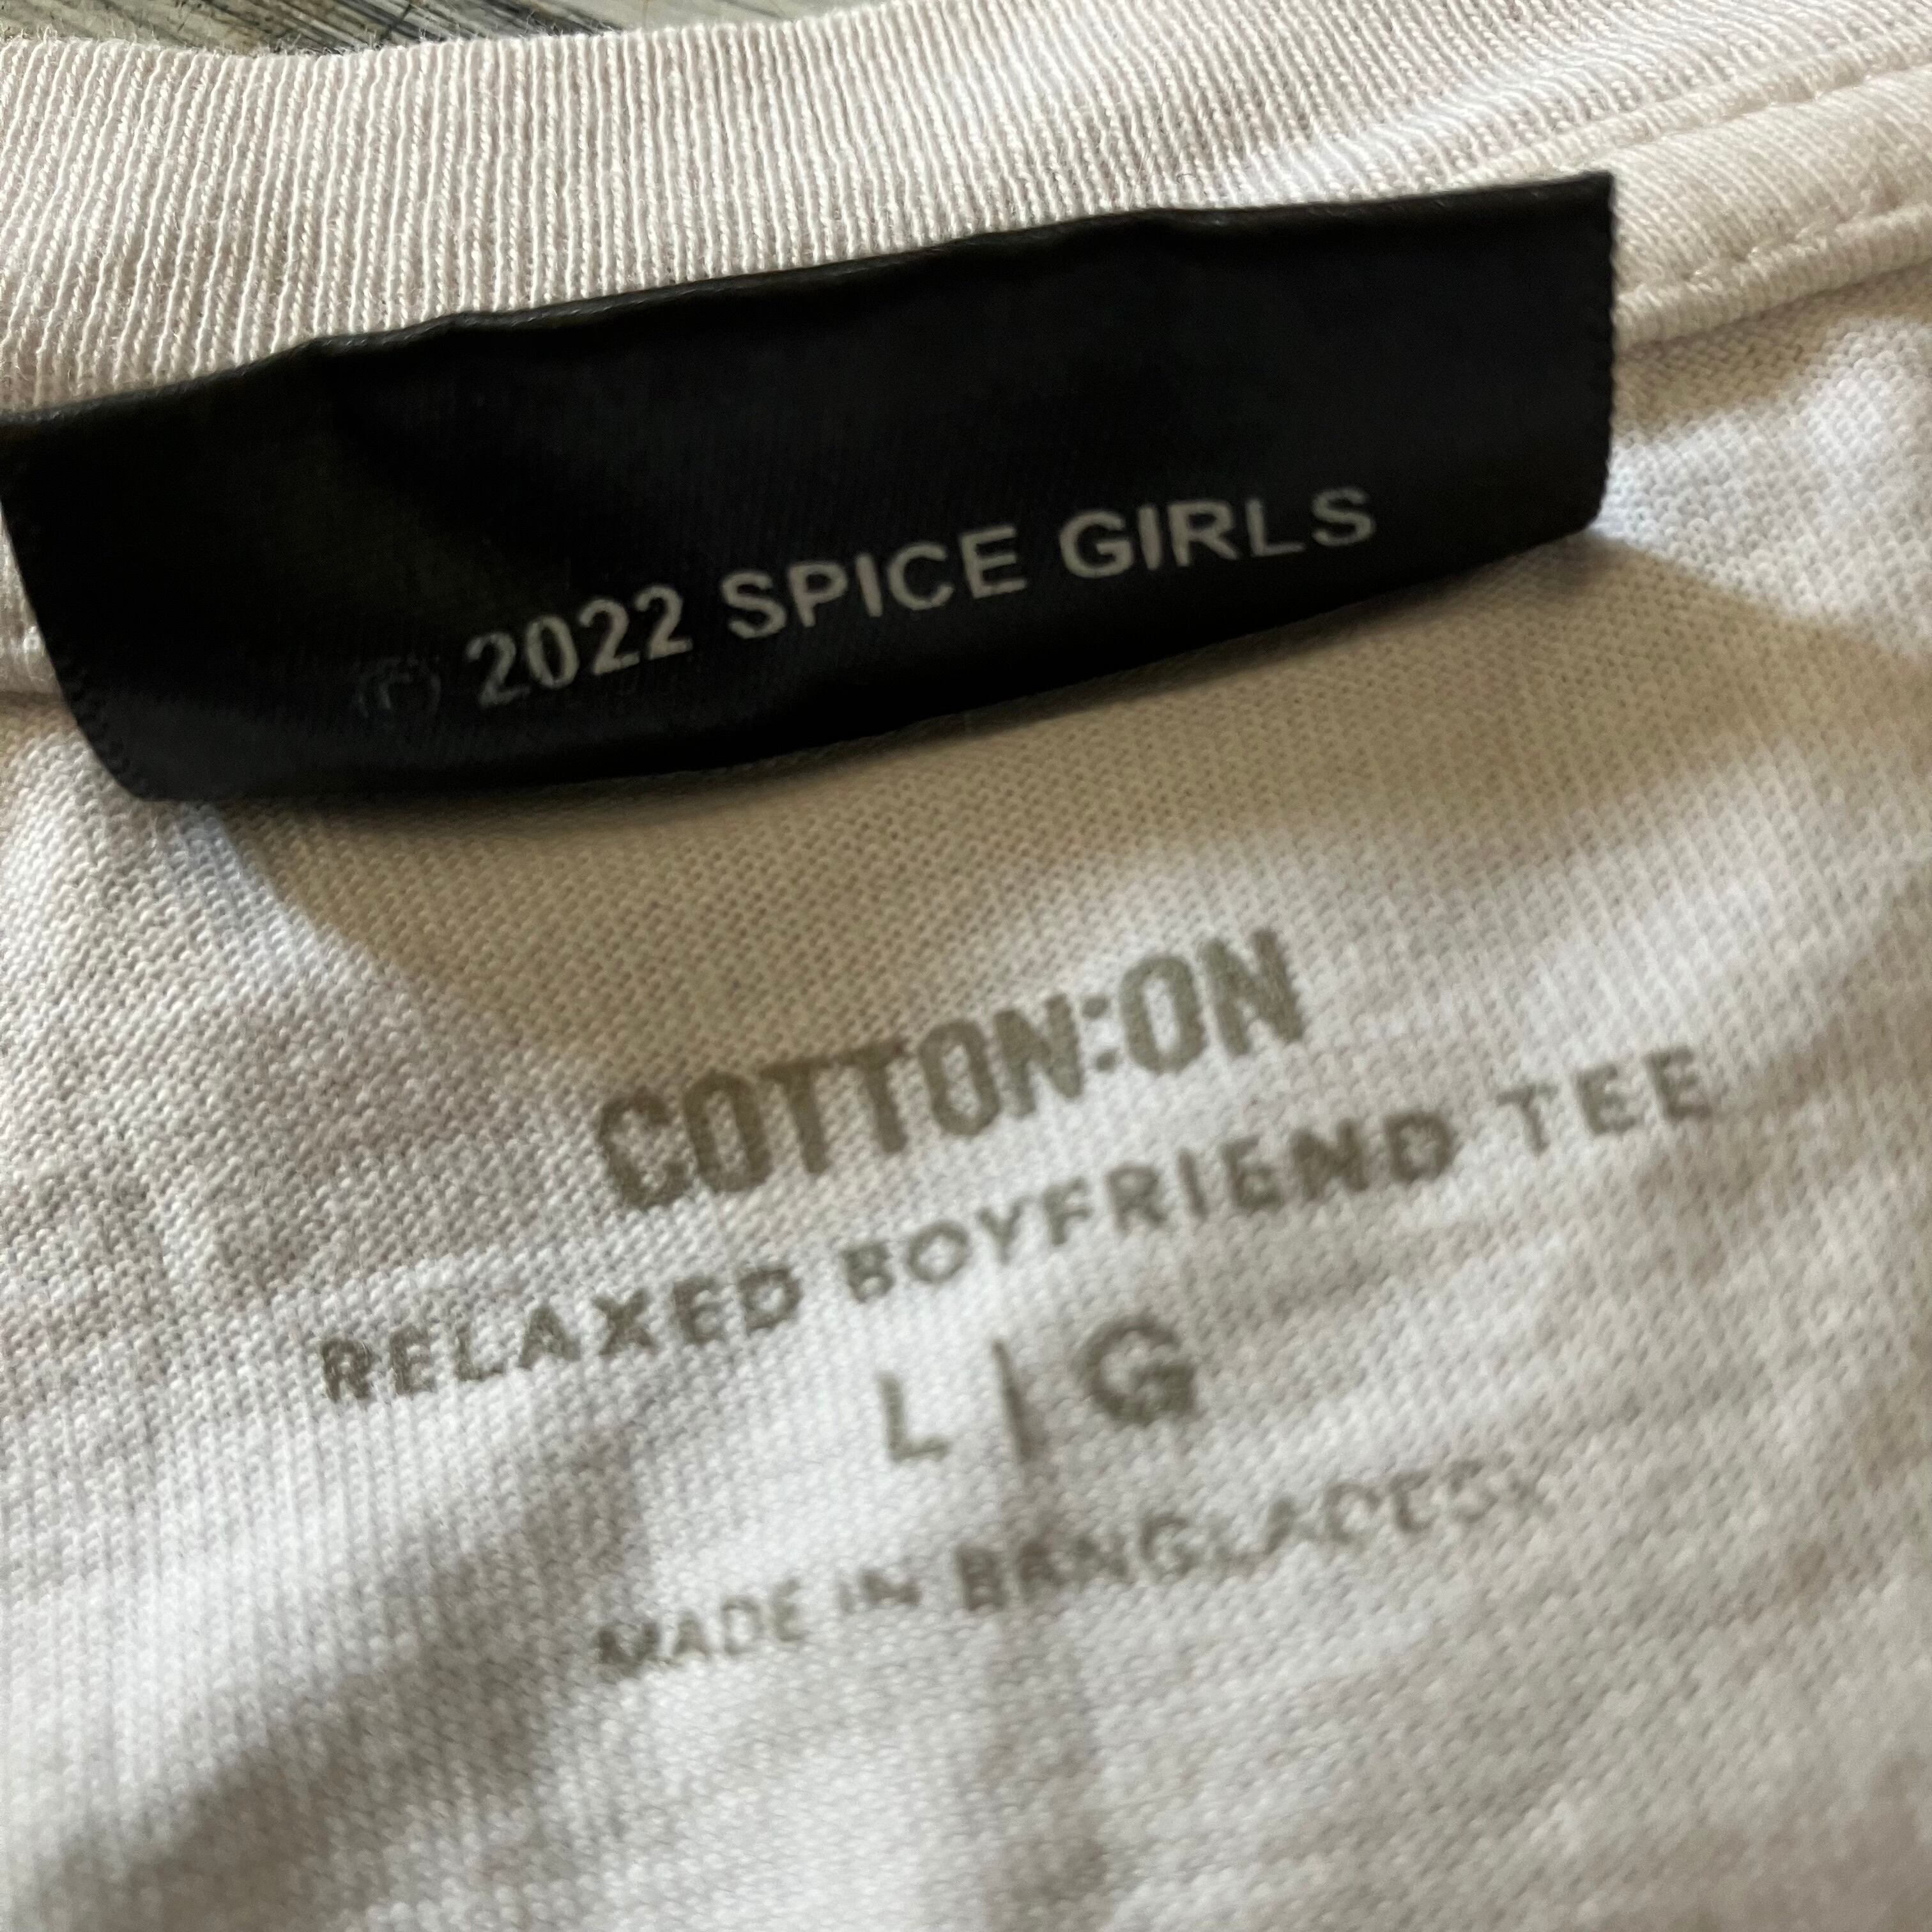 © 2022 SPICE GIRLS
COTTON:ON
RELAXED BOYFRIEND TEE
L | G
MADE IN BANGLADESH